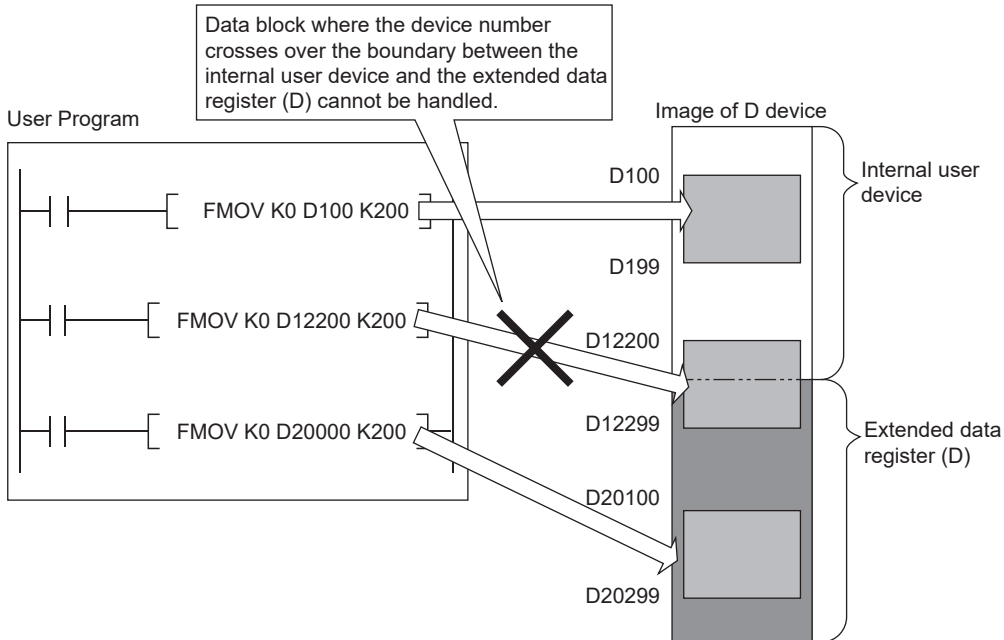 Data block where the device number
crosses over the boundary between the
internal user device and the extended data
register (D) cannot be handled.
User Program
Image of D device
FMOV K0 D100 K200
FMOV K0 D12200 K200
FMOV K0 D20000 K200
D100
D199
D12200
D12299
D20100
D20299
Internal user
device
Extended data
register (D)